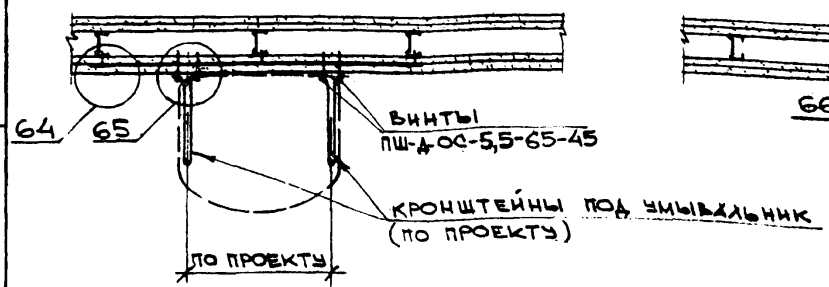 64
65
66
ВИНТЫ
ПШ-Д-ОС-5,5-65-45
КРОНШТЕЙНЫ ПОД УМЫВАЛЬНИК
(ПО ПРОЕКТУ)
ПО ПРОЕКТУ